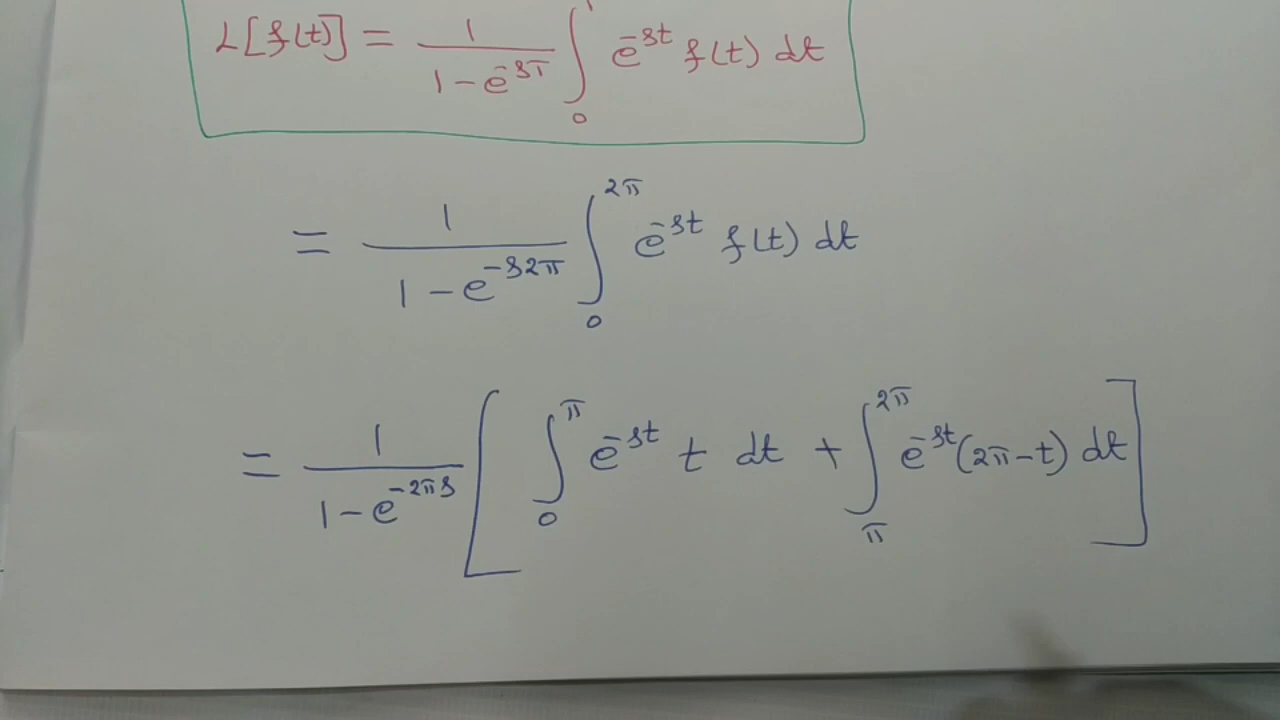 L[f(t)] = 1/(1-e^-sT) ∫_0 e^-st f(t) dt
= 1/(1-e^-s2π) ∫_0^2π e^-st f(t) dt
= 1/(1-e^-2πs) [ ∫_0^π e^-st t dt + ∫_π^2π e^-st (2π-t) dt ]